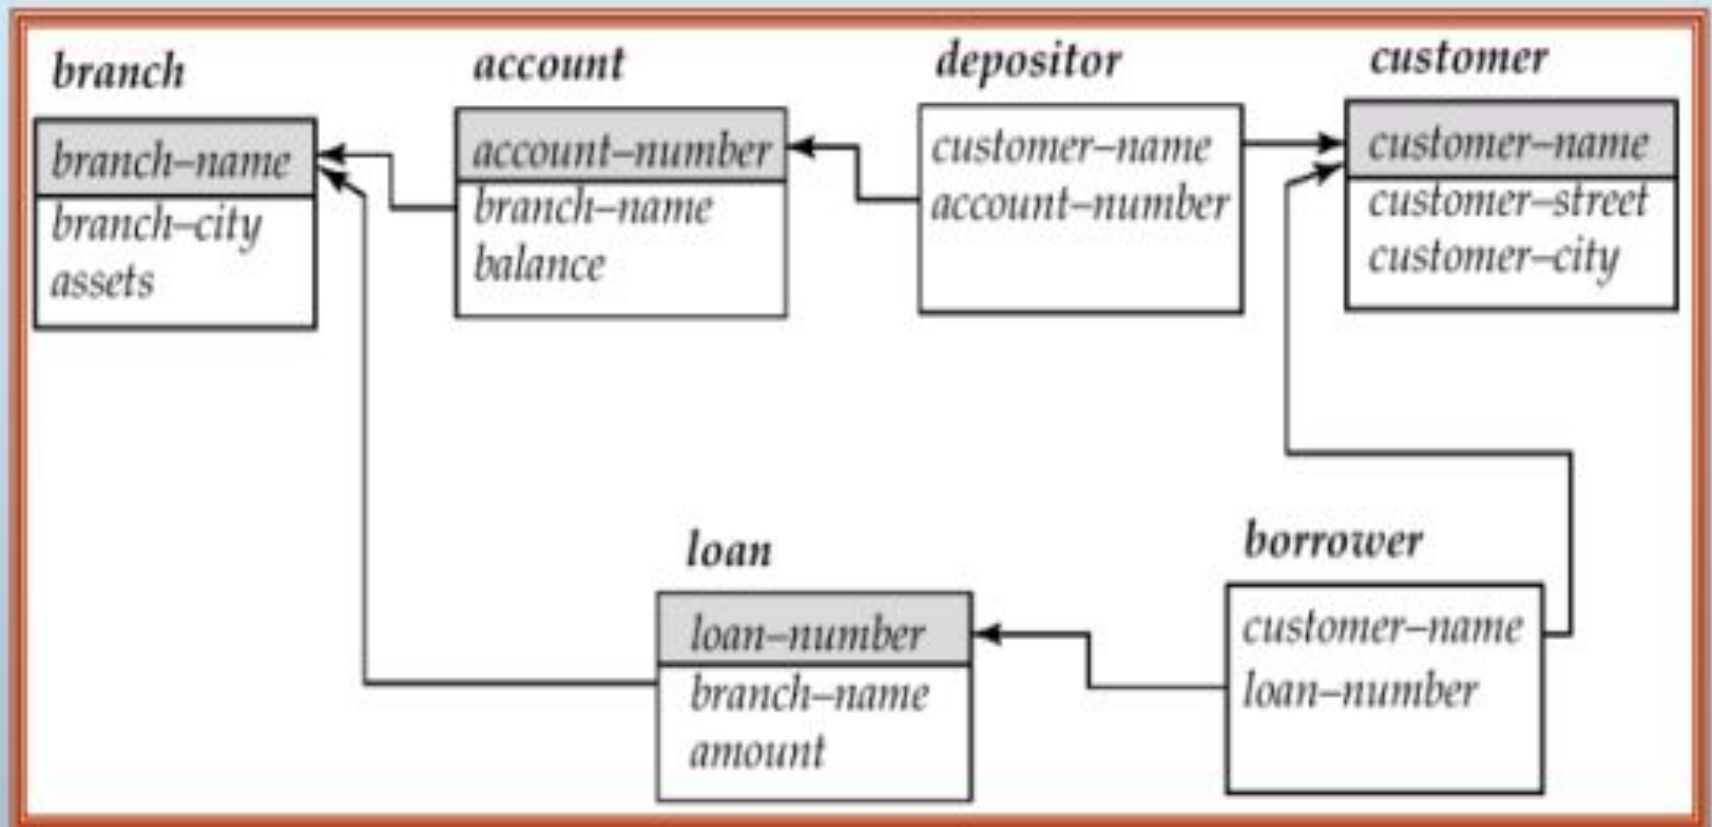 branch
branch–name
branch–city
assets
account
account–number
branch–name
balance
depositor
customer–name
account–number
customer
customer–name
customer–street
customer–city
loan
loan–number
branch–name
amount
borrower
customer–name
loan–number